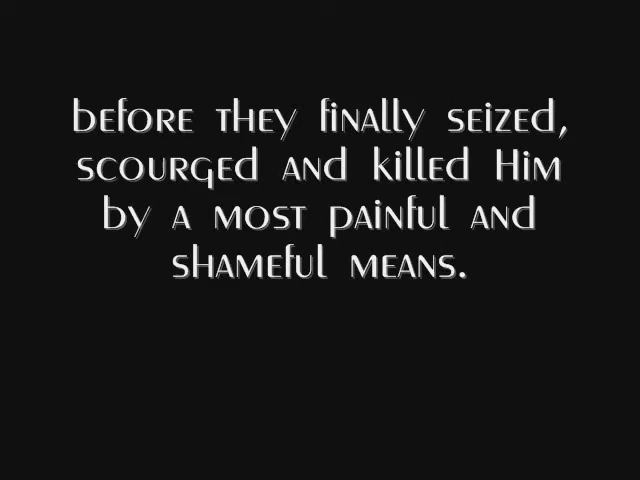 before they finally seized,
scourged and killed Him
by a most painful and
shameful means.